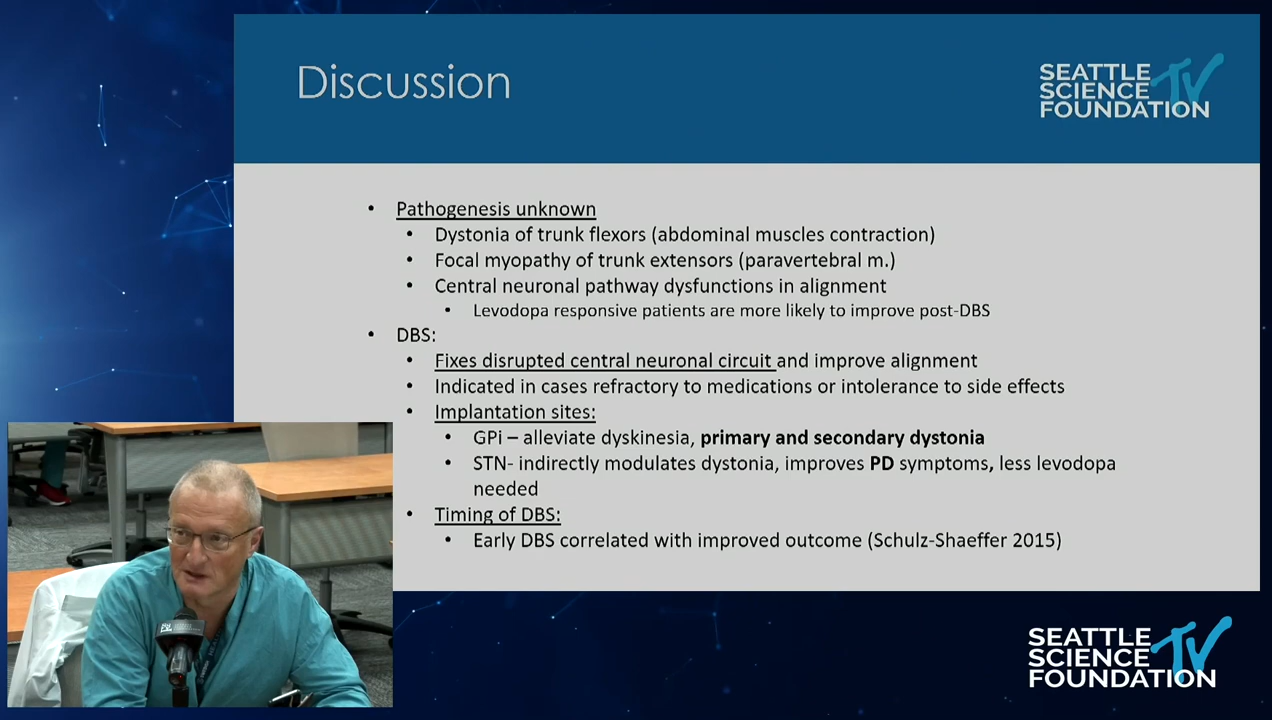 Discussion
SEATTLE
SCIENCE TV
FOUNDATION
• Pathogenesis unknown
• Dystonia of trunk flexors (abdominal muscles contraction)
• Focal myopathy of trunk extensors (paravertebral m.)
• Central neuronal pathway dysfunctions in alignment
• Levodopa responsive patients are more likely to improve post-DBS
• DBS:
• Fixes disrupted central neuronal circuit and improve alignment
• Indicated in cases refractory to medications or intolerance to side effects
• Implantation sites:
• GPi – alleviate dyskinesia, primary and secondary dystonia
• STN- indirectly modulates dystonia, improves PD symptoms, less levodopa
needed
• Timing of DBS:
• Early DBS correlated with improved outcome (Schulz-Shaeffer 2015)
SEATTLE
SCIENCE TV
FOUNDATION